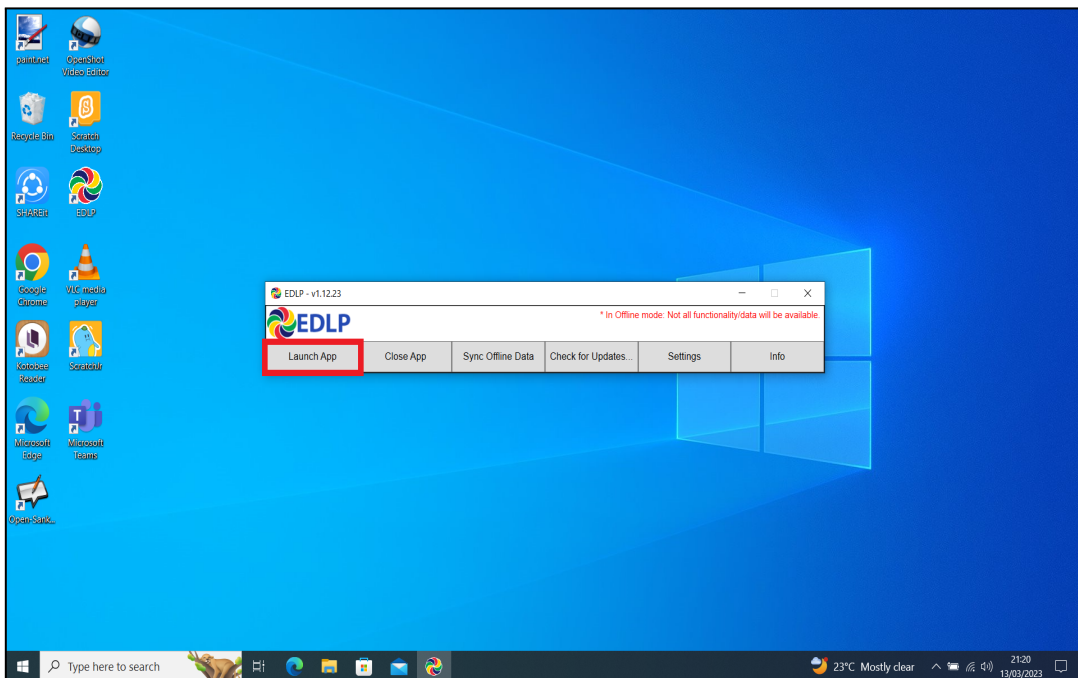 paint.net
OpenShot
Video Editor
Recycle Bin
Scratch
Desktop
SHAREit
EDLP
Google
Chrome
VLC media
player
Kotobee
Reader
ScratchJr
Microsoft
Edge
Microsoft
Teams
Open-Sank...
EDLP - v1.12.23
EDLP
* In Offline mode: Not all functionality/data will be available.
Launch App
Close App
Sync Offline Data
Check for Updates...
Settings
Info
Type here to search
23°C Mostly clear
21:20
13/03/2023